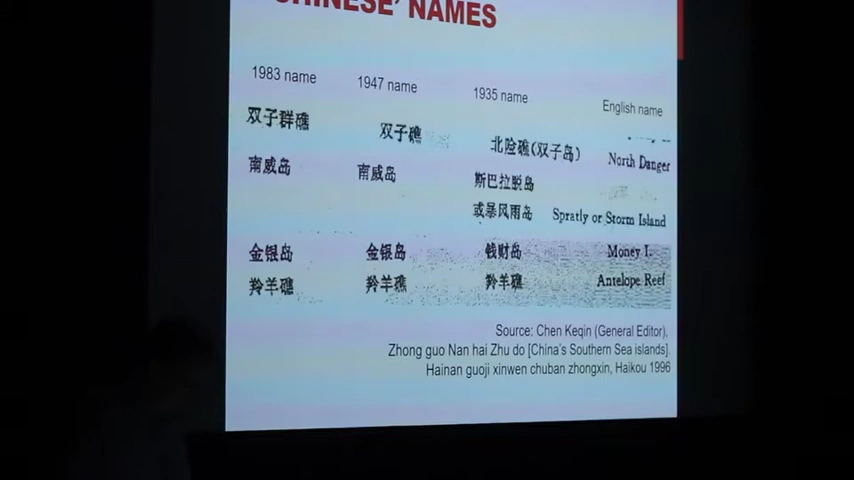 CHINESE' NAMES
1983 name 1947 name 1935 name English name
双子群礁 双子礁 北险礁(双子岛) North Danger
南威岛 南威岛 斯巴拉脱岛
或暴风雨岛 Spratly or Storm Island
金银岛 金银岛 钱财岛 Money I.
羚羊礁 羚羊礁 羚羊礁 Antelope Reef
Source: Chen Keqin (General Editor),
Zhong guo Nan hai Zhu do [China's Southern Sea islands].
Hainan guoji xinwen chuban zhongxin, Haikou 1996